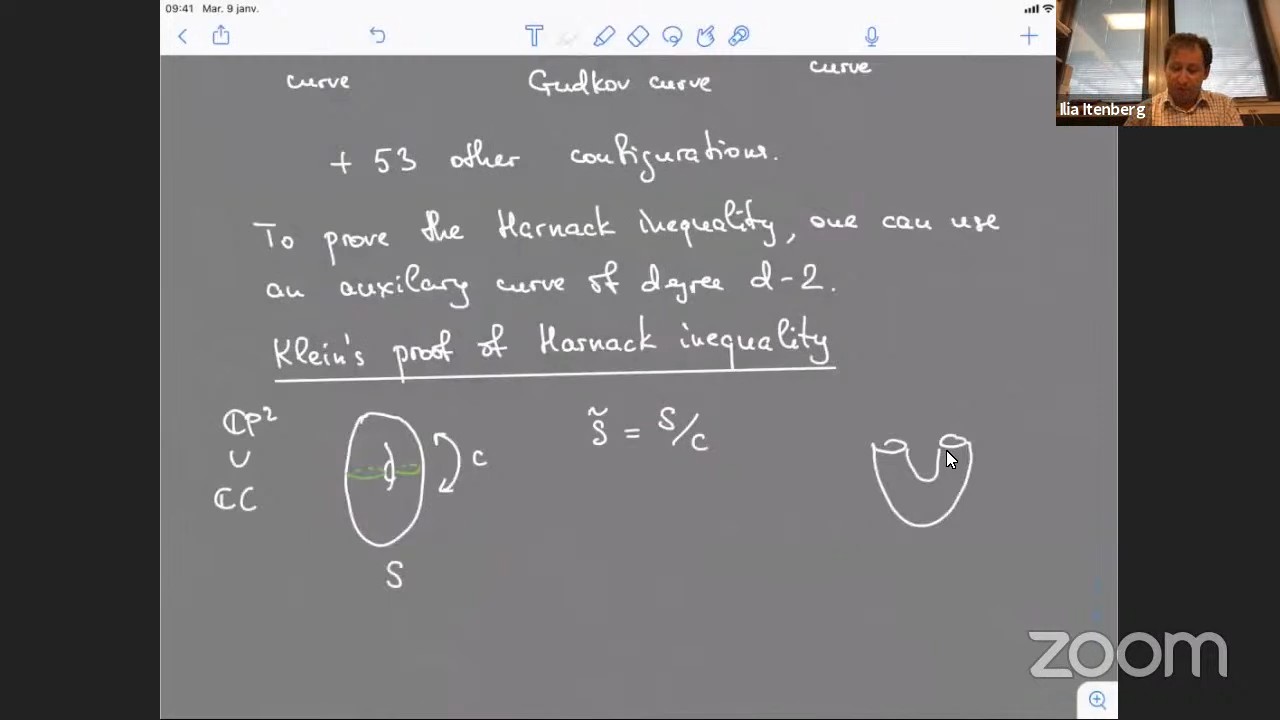 09:41 Mar. 9 janv.
Ilia Itenberg
curve Gudkov curve curve
+ 53 other configurations.
To prove the Harnack inequality, one can use
an auxilary curve of degree d-2.
Klein's proof of Harnack inequality
ℂP²
∪
ℂC
c
S̃ = S/c
S
zoom